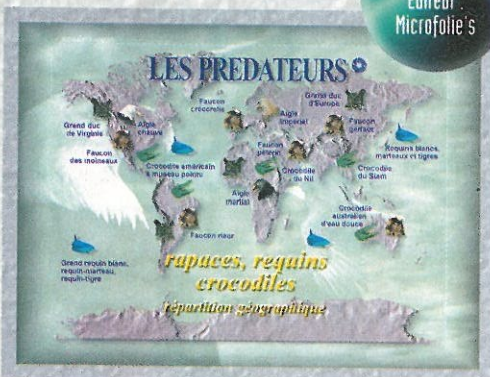 Editeur :
Microfolie's
LES PREDATEURS
Faucon
crécerelle
Grand duc
d'Europe
Grand duc
de Virginie
Aigle
chauve
Aigle
impérial
Faucon
gerfaut
Faucon
des moineaux
Faucon
pèlerin
Requins blancs,
marteaux et tigres
Crocodile américain
à museau pointu
Crocodile
du Nil
Crocodile
du Siam
Aigle
martial
Crocodile
australien
d'eau douce
Faucon
Grand requin blanc,
requin-marteau,
requin-tigre
rapaces, requins
crocodiles
répartition géographique